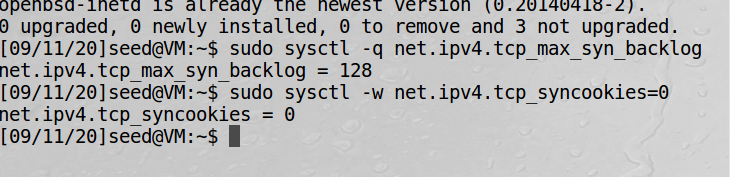 openbsd-inetd is already the newest version (0.20140418-2).
0 upgraded, 0 newly installed, 0 to remove and 3 not upgraded.
[09/11/20]seed@VM:~$ sudo sysctl -q net.ipv4.tcp_max_syn_backlog
net.ipv4.tcp_max_syn_backlog = 128
[09/11/20]seed@VM:~$ sudo sysctl -w net.ipv4.tcp_syncookies=0
net.ipv4.tcp_syncookies = 0
[09/11/20]seed@VM:~$